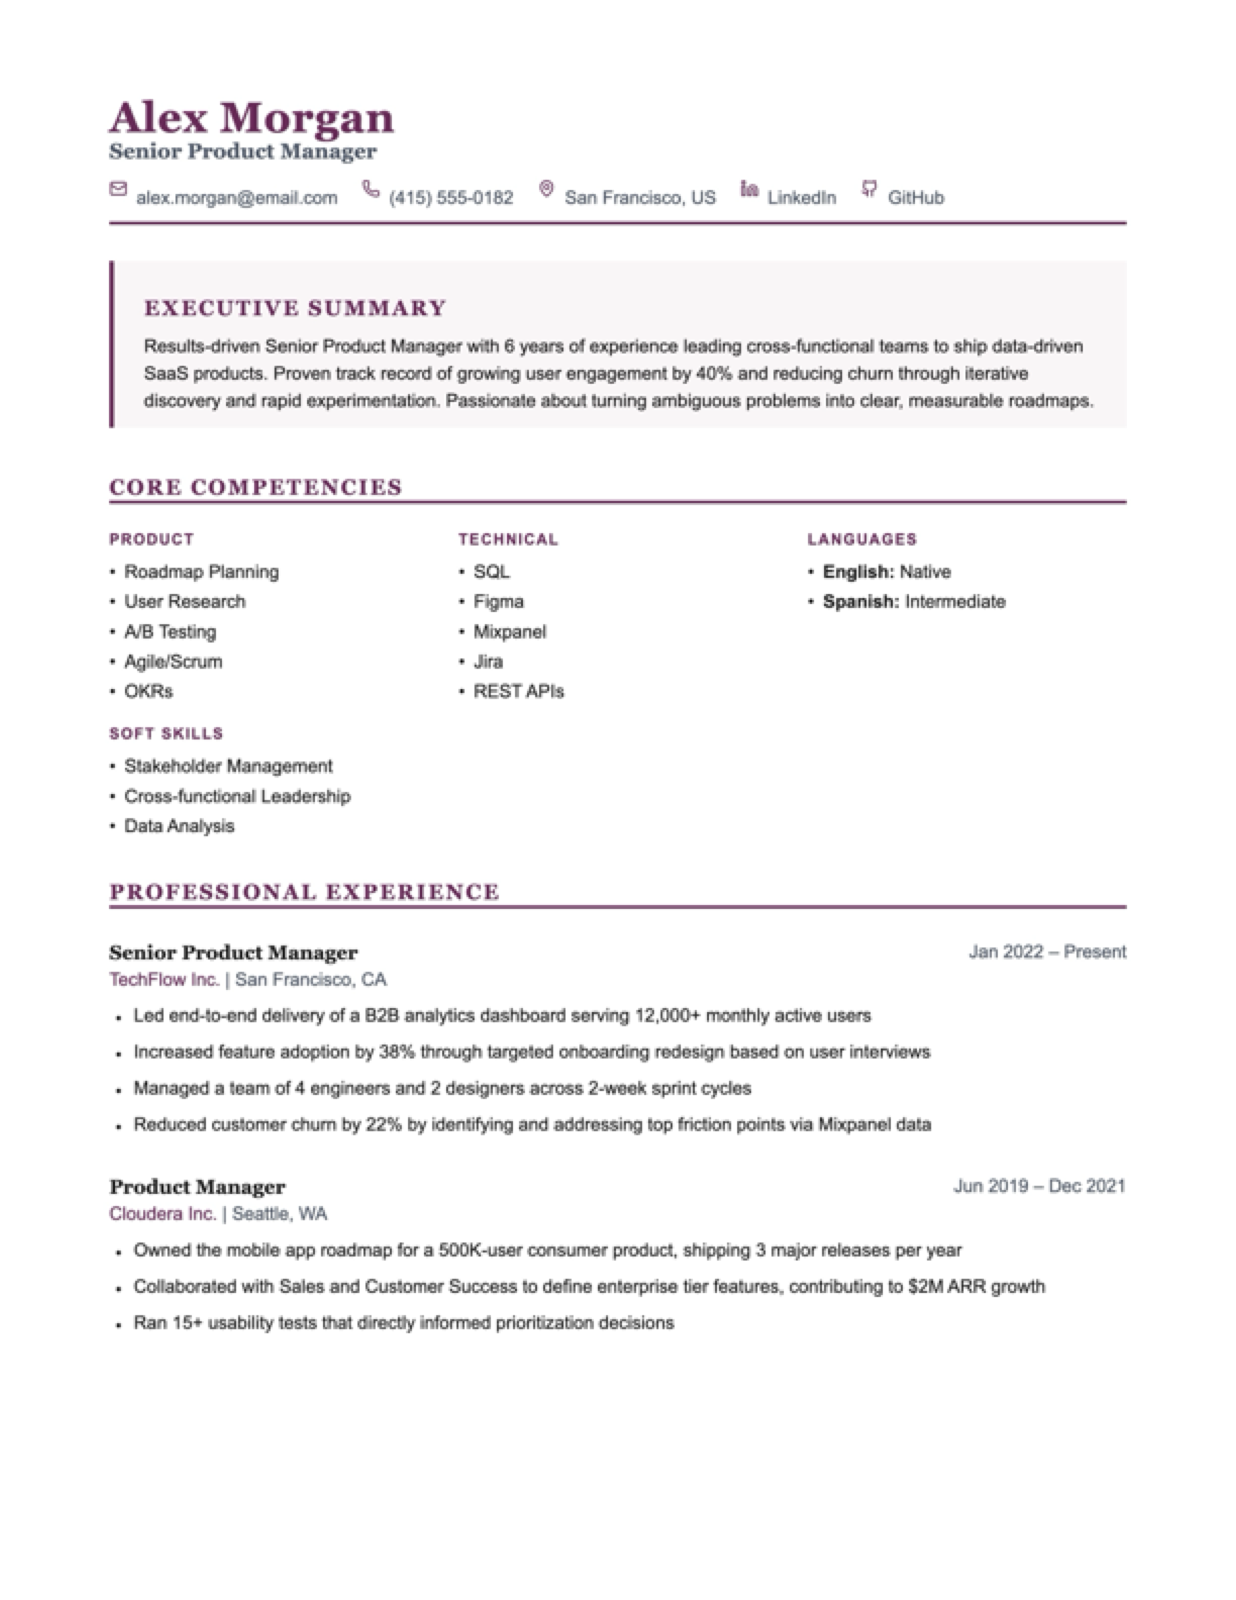 Alex Morgan
Senior Product Manager
alex.morgan@email.com (415) 555-0182 San Francisco, US LinkedIn GitHub
EXECUTIVE SUMMARY
Results-driven Senior Product Manager with 6 years of experience leading cross-functional teams to ship data-driven
SaaS products. Proven track record of growing user engagement by 40% and reducing churn through iterative
discovery and rapid experimentation. Passionate about turning ambiguous problems into clear, measurable roadmaps.
CORE COMPETENCIES
PRODUCT
• Roadmap Planning
• User Research
• A/B Testing
• Agile/Scrum
• OKRs
TECHNICAL
• SQL
• Figma
• Mixpanel
• Jira
• REST APIs
LANGUAGES
• English: Native
• Spanish: Intermediate
SOFT SKILLS
• Stakeholder Management
• Cross-functional Leadership
• Data Analysis
PROFESSIONAL EXPERIENCE
Senior Product Manager Jan 2022 – Present
TechFlow Inc. | San Francisco, CA
• Led end-to-end delivery of a B2B analytics dashboard serving 12,000+ monthly active users
• Increased feature adoption by 38% through targeted onboarding redesign based on user interviews
• Managed a team of 4 engineers and 2 designers across 2-week sprint cycles
• Reduced customer churn by 22% by identifying and addressing top friction points via Mixpanel data
Product Manager Jun 2019 – Dec 2021
Cloudera Inc. | Seattle, WA
• Owned the mobile app roadmap for a 500K-user consumer product, shipping 3 major releases per year
• Collaborated with Sales and Customer Success to define enterprise tier features, contributing to $2M ARR growth
• Ran 15+ usability tests that directly informed prioritization decisions